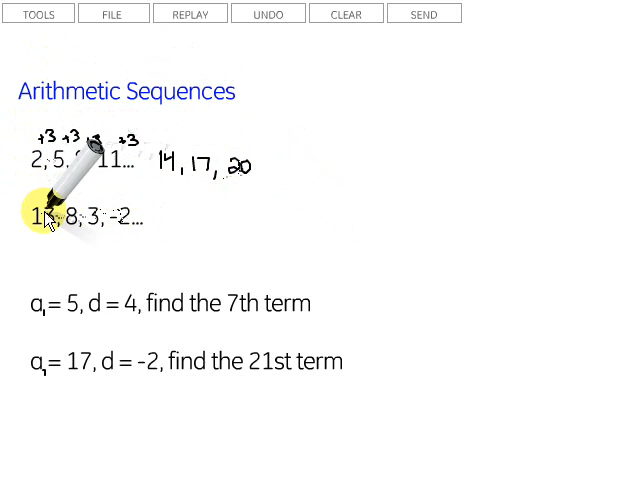 TOOLS FILE REPLAY UNDO CLEAR SEND
Arithmetic Sequences
+3 +3 +3
2, 5, 11... 14, 17, 20
13, 8, 3, -2...
a₁ = 5, d = 4, find the 7th term
a₁ = 17, d = -2, find the 21st term